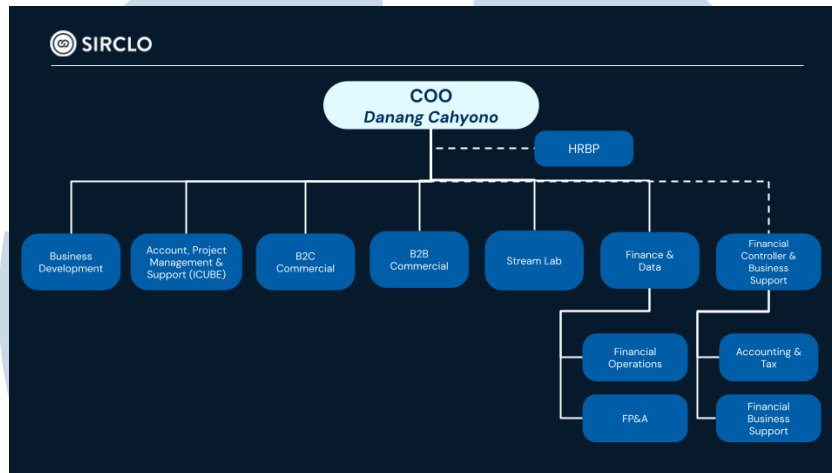 SIRCLO
COO
Danang Cahyono
HRBP
Business
Development
Account, Project
Management &
Support (ICUBE)
B2C
Commercial
B2B
Commercial
Stream Lab
Finance &
Data
Financial
Controller &
Business
Support
Financial
Operations
Accounting &
Tax
FP&A
Financial
Business
Support